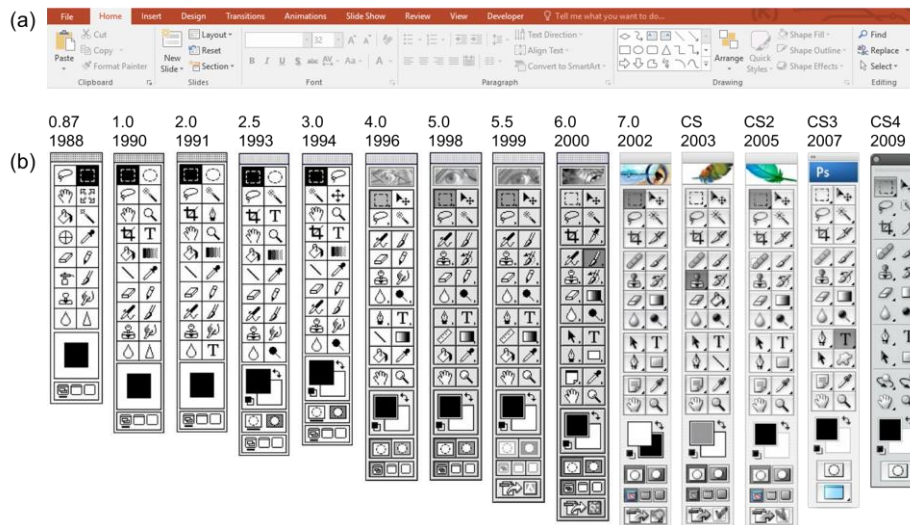 (a)
File Home Insert Design Transitions Animations Slide Show Review View Developer Tell me what you want to do...
Paste
Cut
Copy
Format Painter
Clipboard
New Slide
Layout
Reset
Section
Slides
32 A A
B I U S abc AV Aa A
Font
Text Direction
Align Text
Convert to SmartArt
Paragraph
Arrange
Quick Styles
Shape Fill
Shape Outline
Shape Effects
Drawing
Find
Replace
Select
Editing
0.87 1.0 2.0 2.5 3.0 4.0 5.0 5.5 6.0 7.0 CS CS2 CS3 CS4
1988 1990 1991 1993 1994 1996 1998 1999 2000 2002 2003 2005 2007 2009
(b)
Ps
T T T T T T T T T T T T T